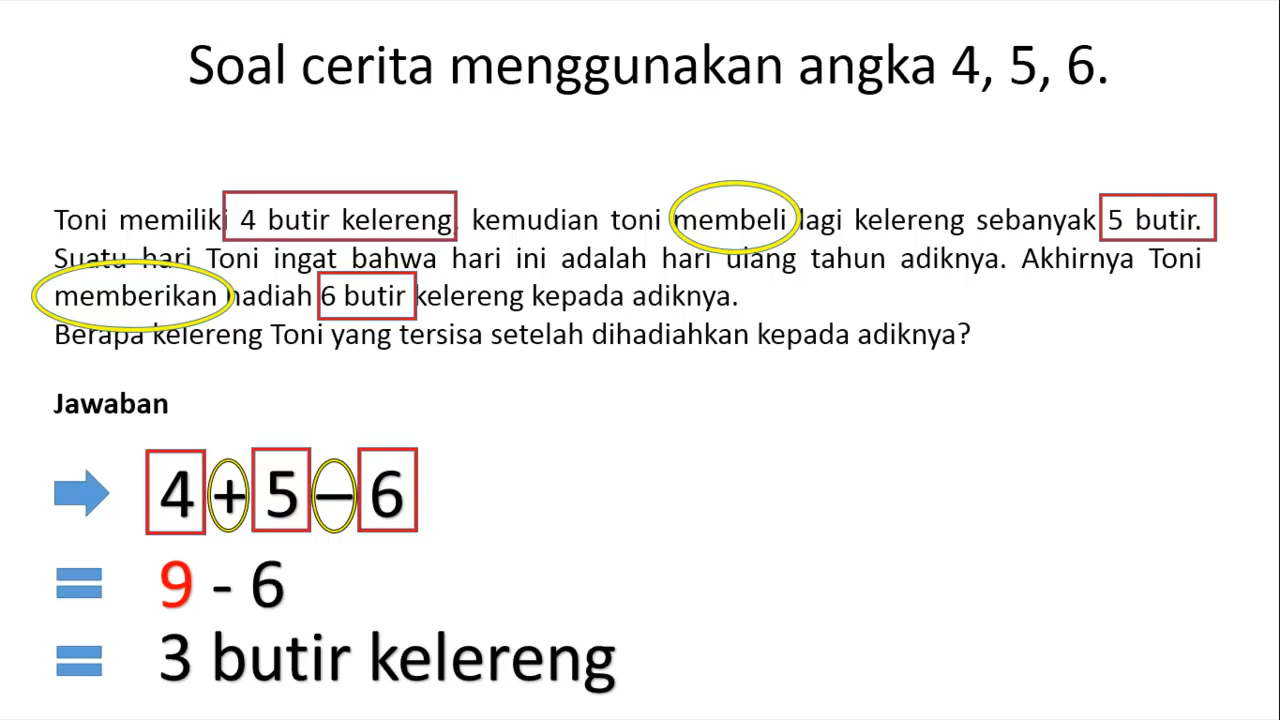 Soal cerita menggunakan angka 4, 5, 6.
Toni memiliki 4 butir kelereng, kemudian toni membeli lagi kelereng sebanyak 5 butir.
Suatu hari Toni ingat bahwa hari ini adalah hari ulang tahun adiknya. Akhirnya Toni
memberikan hadiah 6 butir kelereng kepada adiknya.
Berapa kelereng Toni yang tersisa setelah dihadiahkan kepada adiknya?
Jawaban
4 + 5 – 6
= 9 - 6
= 3 butir kelereng